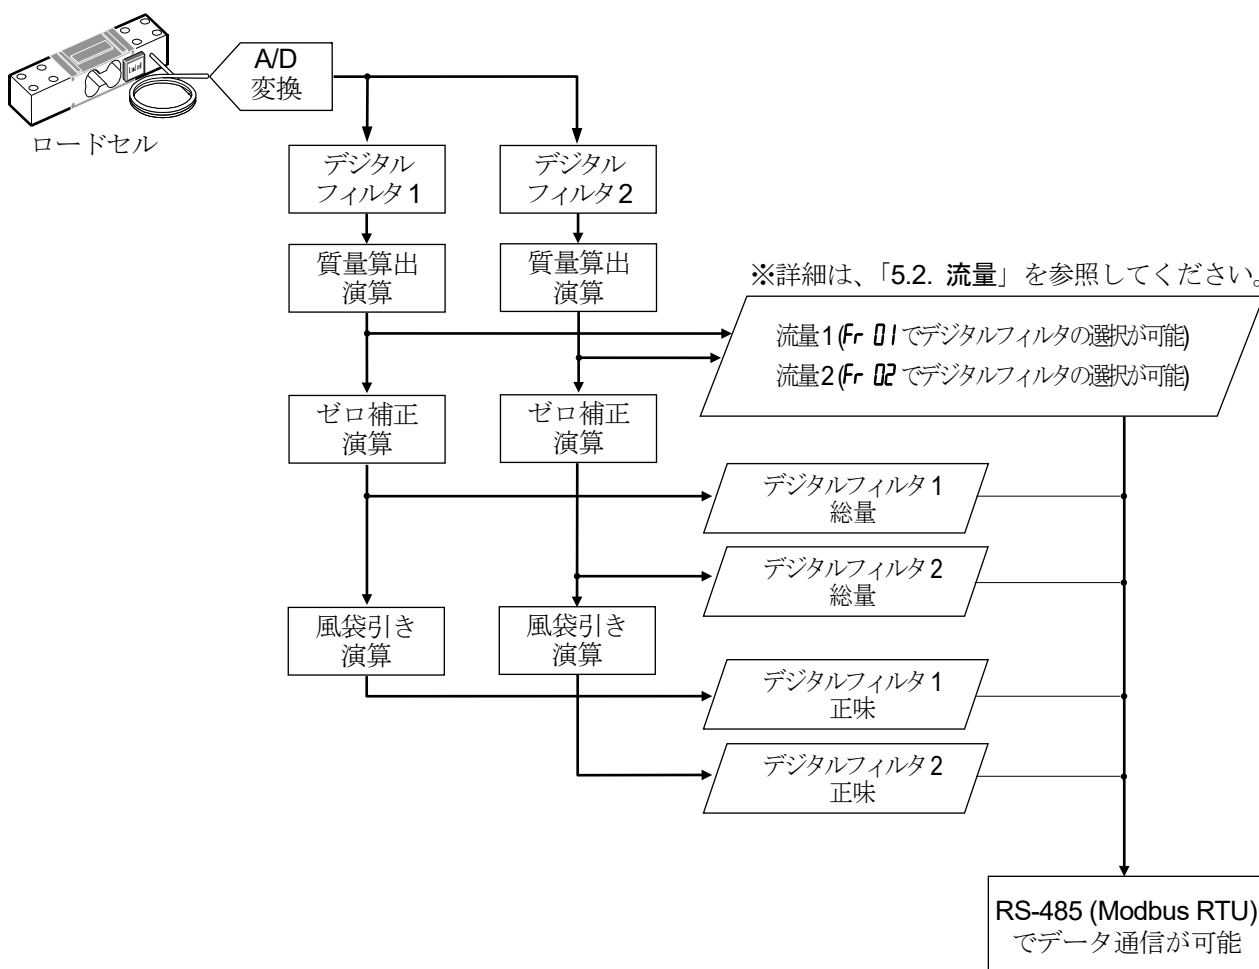 A/D
変換
ロードセル
デジタル
フィルタ1
デジタル
フィルタ2
質量算出
演算
質量算出
演算
※詳細は、「5.2. 流量」を参照してください。
流量1(Fr 01でデジタルフィルタの選択が可能)
流量2(Fr 02でデジタルフィルタの選択が可能)
ゼロ補正
演算
ゼロ補正
演算
デジタルフィルタ1
総量
デジタルフィルタ2
総量
風袋引き
演算
風袋引き
演算
デジタルフィルタ1
正味
デジタルフィルタ2
正味
RS-485 (Modbus RTU)
でデータ通信が可能